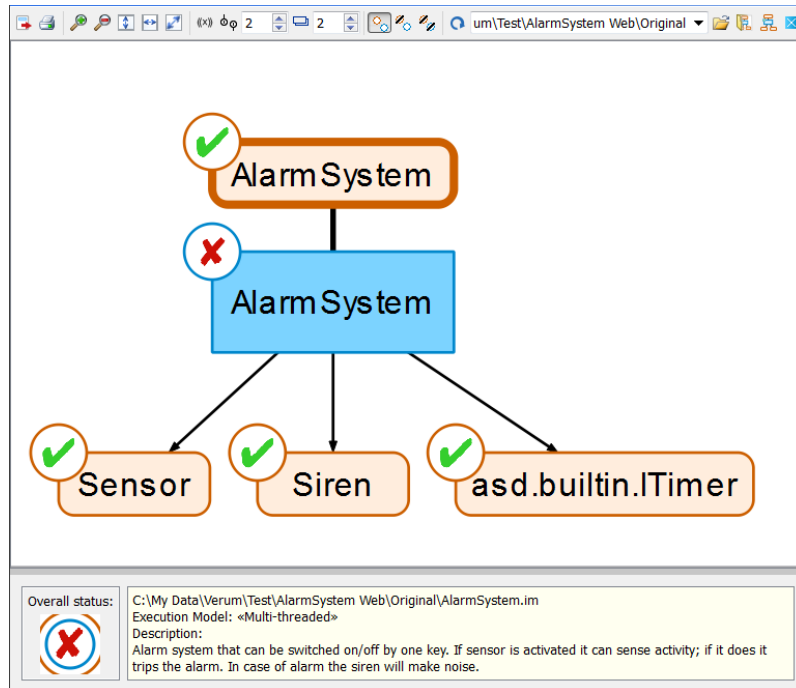 ((x)) 2 2 um\Test\AlarmSystem Web\Original
AlarmSystem
AlarmSystem
Sensor Siren asd.builtin.ITimer
Overall status:
C:\My Data\Verum\Test\AlarmSystem Web\Original\AlarmSystem.im
Execution Model: «Multi-threaded»
Description:
Alarm system that can be switched on/off by one key. If sensor is activated it can sense activity; if it does it
trips the alarm. In case of alarm the siren will make noise.